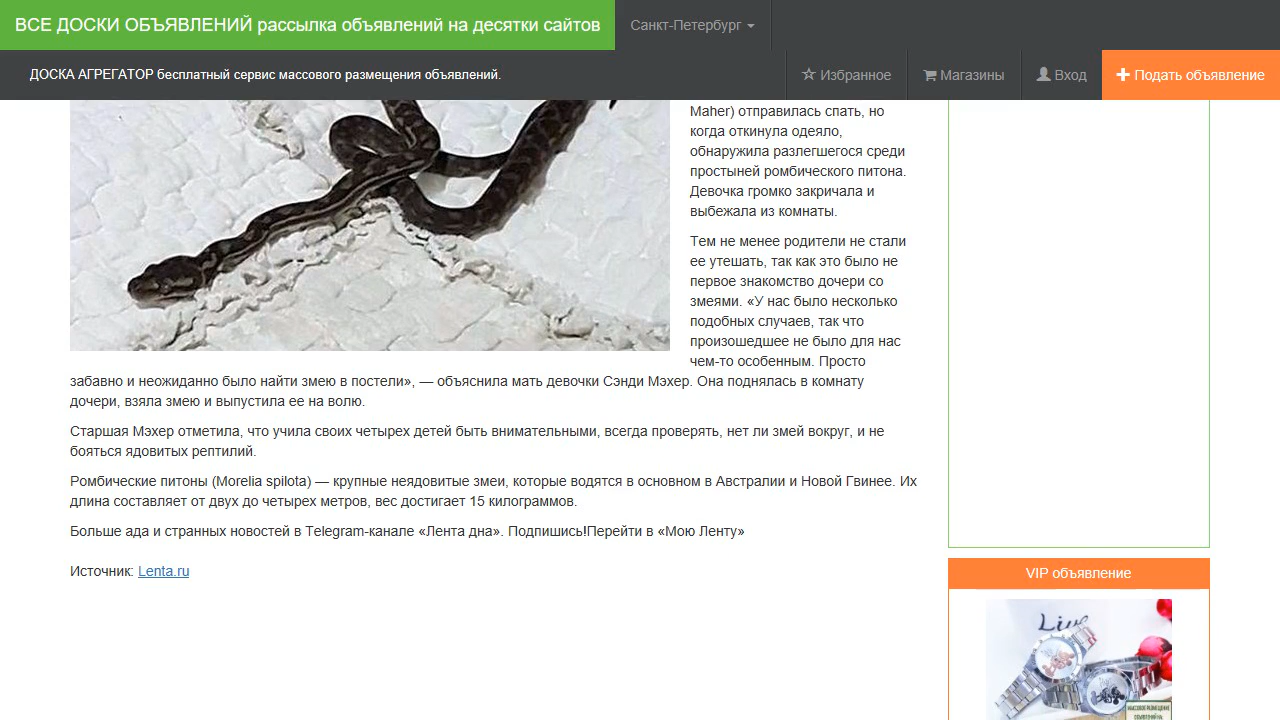 ВСЕ ДОСКИ ОБЪЯВЛЕНИЙ рассылка объявлений на десятки сайтов
Санкт-Петербург
ДОСКА АГРЕГАТОР бесплатный сервис массового размещения объявлений.
Избранное
Магазины
Вход
Подать объявление
Maher) отправилась спать, но
когда откинула одеяло,
обнаружила разлегшегося среди
простыней ромбического питона.
Девочка громко закричала и
выбежала из комнаты.
Тем не менее родители не стали
ее утешать, так как это было не
первое знакомство дочери со
змеями. «У нас было несколько
подобных случаев, так что
произошедшее не было для нас
чем-то особенным. Просто
забавно и неожиданно было найти змею в постели», — объяснила мать девочки Сэнди Мэхер. Она поднялась в комнату
дочери, взяла змею и выпустила ее на волю.
Старшая Мэхер отметила, что учила своих четырех детей быть внимательными, всегда проверять, нет ли змей вокруг, и не
бояться ядовитых рептилий.
Ромбические питоны (Morelia spilota) — крупные неядовитые змеи, которые водятся в основном в Австралии и Новой Гвинее. Их
длина составляет от двух до четырех метров, вес достигает 15 килограммов.
Больше ада и странных новостей в Telegram-канале «Лента дна». Подпишись!Перейти в «Мою Ленту»
Источник: Lenta.ru
VIP объявление